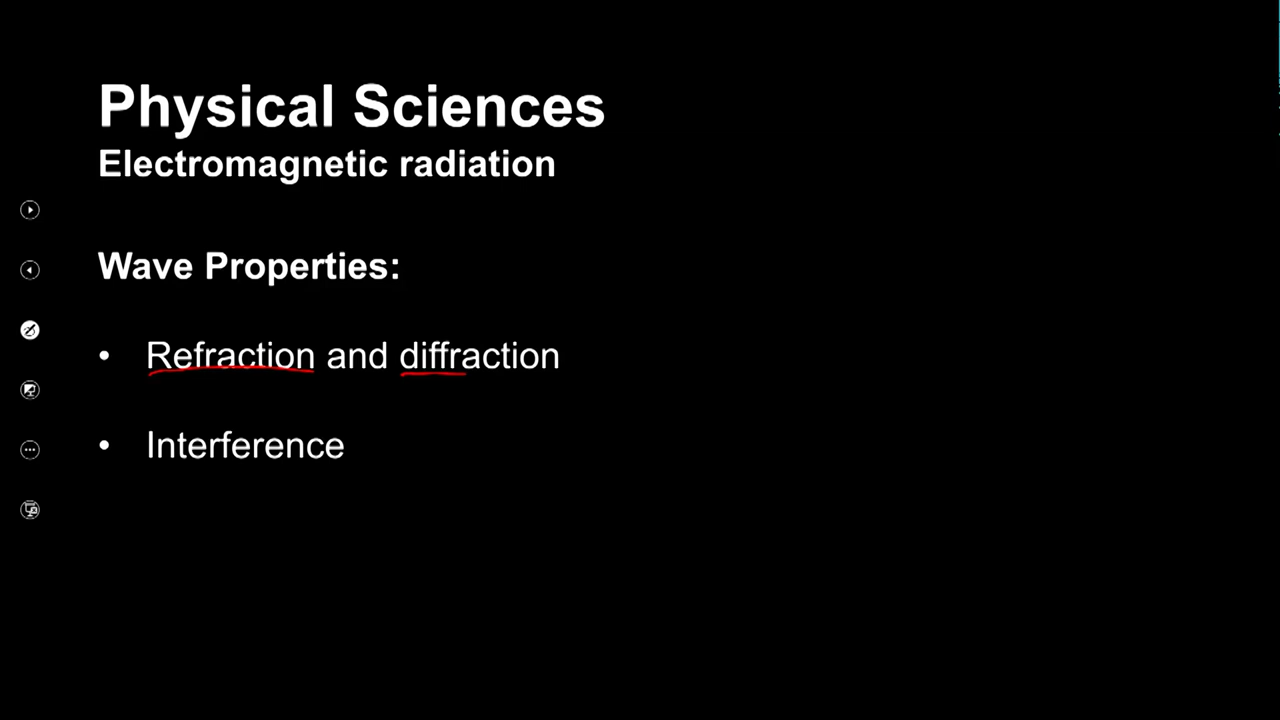 Physical Sciences
Electromagnetic radiation
Wave Properties:
• Refraction and diffraction
• Interference